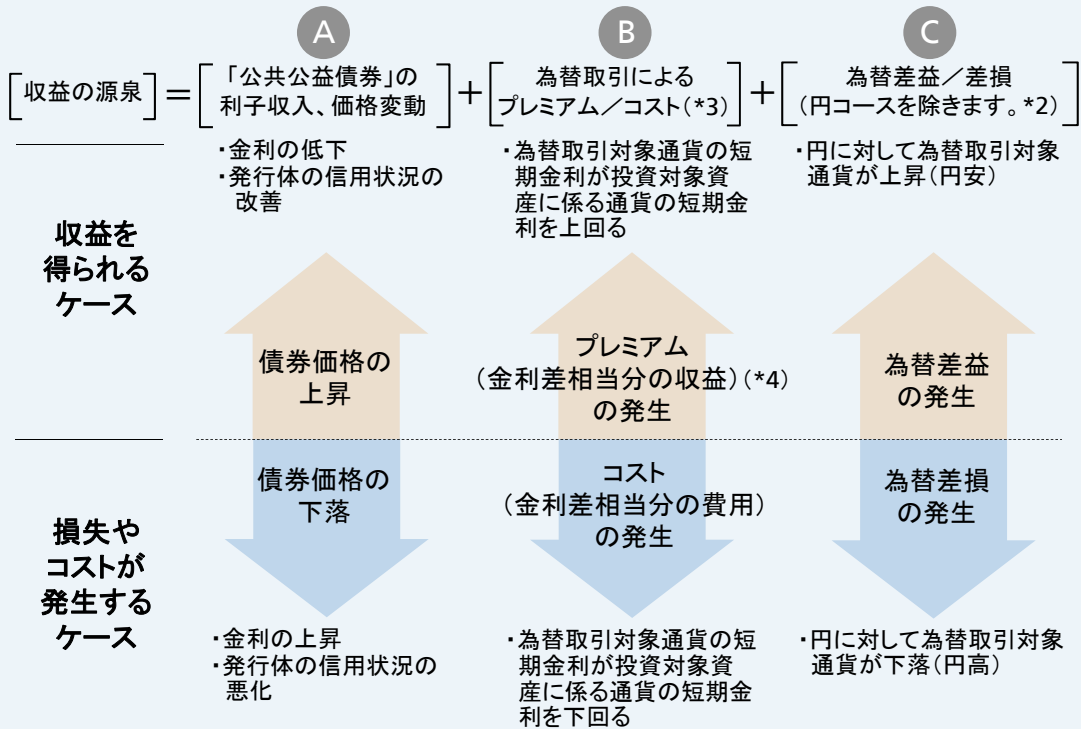 A
B
C
[収益の源泉]=[「公共公益債券」の
利子収入、価格変動]+[為替取引による
プレミアム/コスト(*3)]+[為替差益/差損
(円コースを除きます。*2)]
・金利の低下
・発行体の信用状況の
改善
・為替取引対象通貨の短
期金利が投資対象資
産に係る通貨の短期金
利を上回る
・円に対して為替取引対象
通貨が上昇(円安)
収益を
得られる
ケース
債券価格の
上昇
プレミアム
(金利差相当分の収益)(*4)
の発生
為替差益
の発生
損失や
コストが
発生する
ケース
債券価格の
下落
コスト
(金利差相当分の費用)
の発生
為替差損
の発生
・金利の上昇
・発行体の信用状況の
悪化
・為替取引対象通貨の短
期金利が投資対象資
産に係る通貨の短期金
利を下回る
・円に対して為替取引対象
通貨が下落(円高)